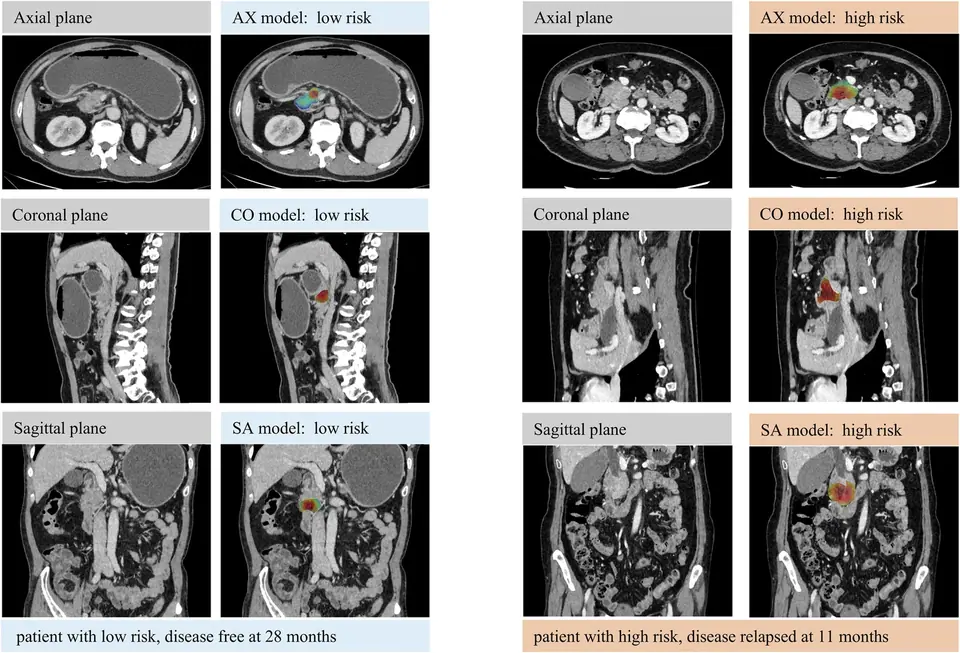 Axial plane
AX model: low risk
Coronal plane
CO model: low risk
Sagittal plane
SA model: low risk
patient with low risk, disease free at 28 months
Axial plane
AX model: high risk
Coronal plane
CO model: high risk
Sagittal plane
SA model: high risk
patient with high risk, disease relapsed at 11 months